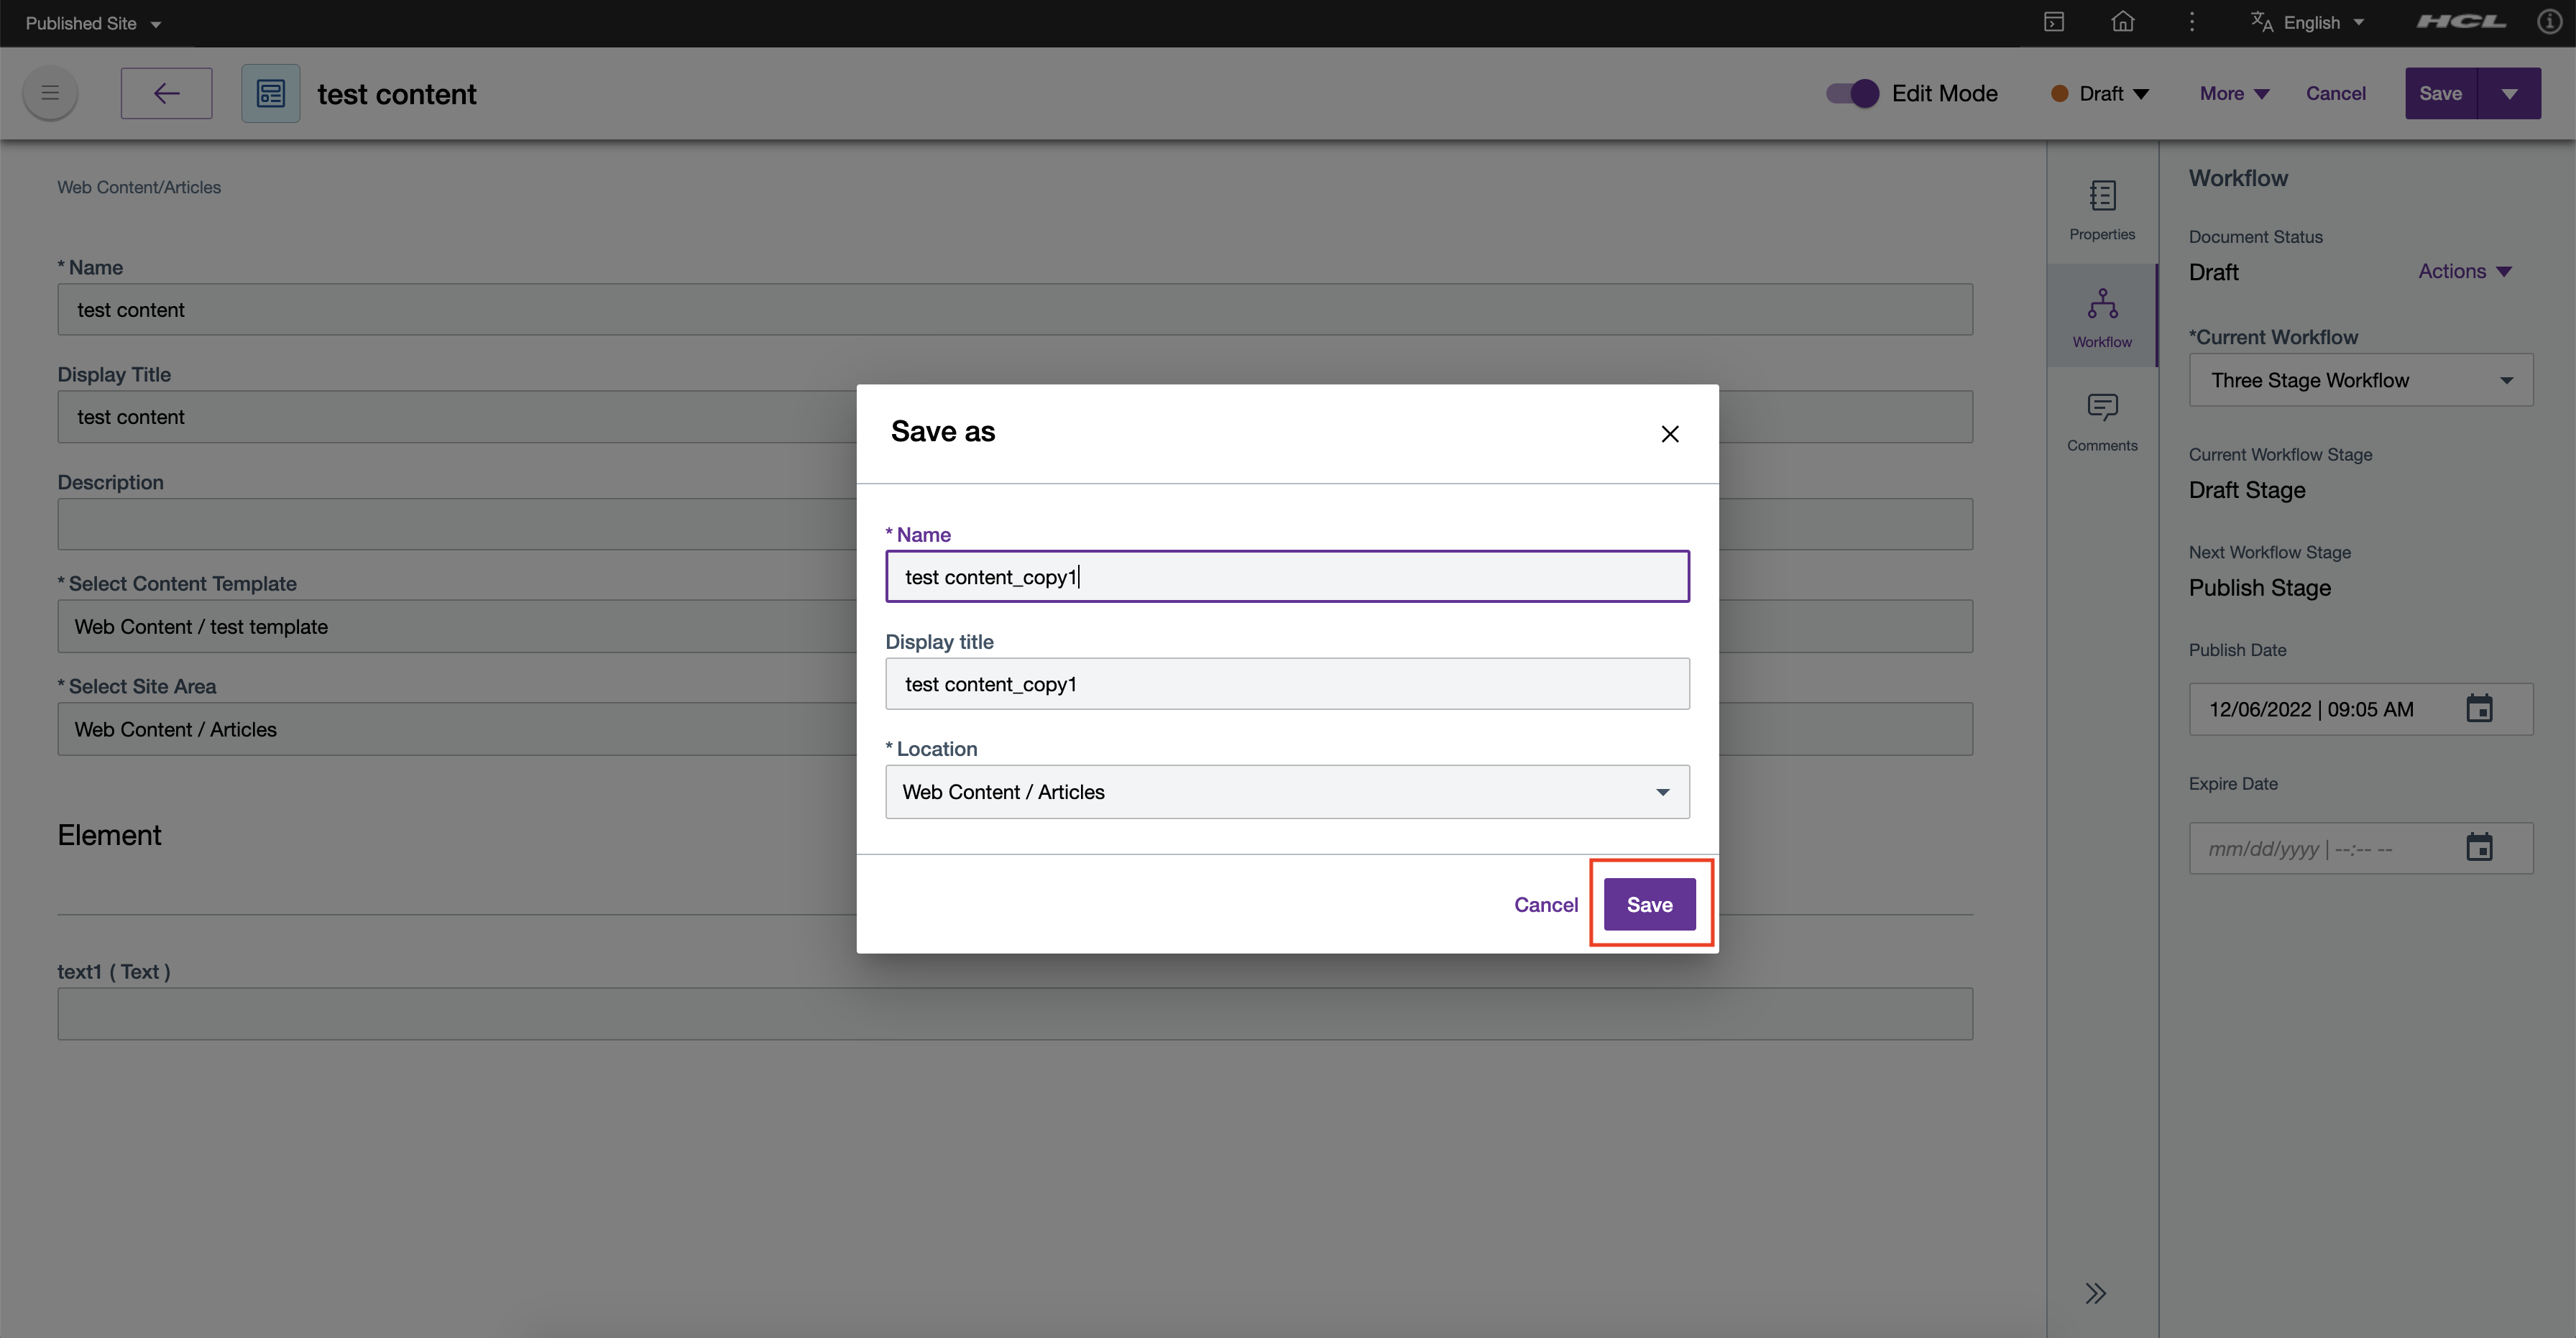 Published Site
English
HCL
test content
Edit Mode
Draft
More
Cancel
Save
Web Content/Articles
* Name
test content
Display Title
test content
Description
* Select Content Template
Web Content / test template
* Select Site Area
Web Content / Articles
Element
text1 ( Text )
Save as
* Name
test content_copy1
Display title
test content_copy1
* Location
Web Content / Articles
Cancel
Save
Properties
Workflow
Comments
Workflow
Document Status
Draft
Actions
*Current Workflow
Three Stage Workflow
Current Workflow Stage
Draft Stage
Next Workflow Stage
Publish Stage
Publish Date
12/06/2022 | 09:05 AM
Expire Date
mm/dd/yyyy | --:-- --